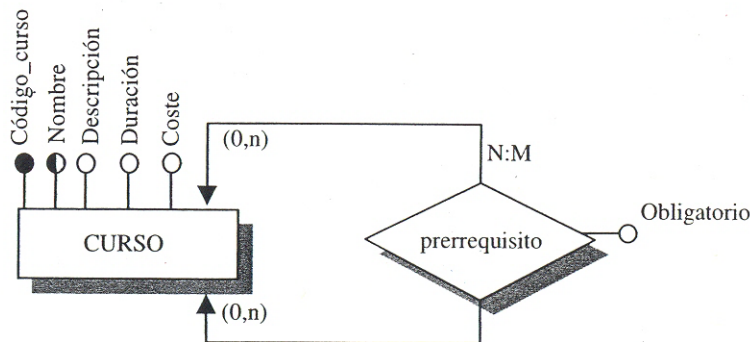 Código_curso
Nombre
Descripción
Duración
Coste
(0,n)
N:M
Obligatorio
CURSO
prerrequisito
(0,n)